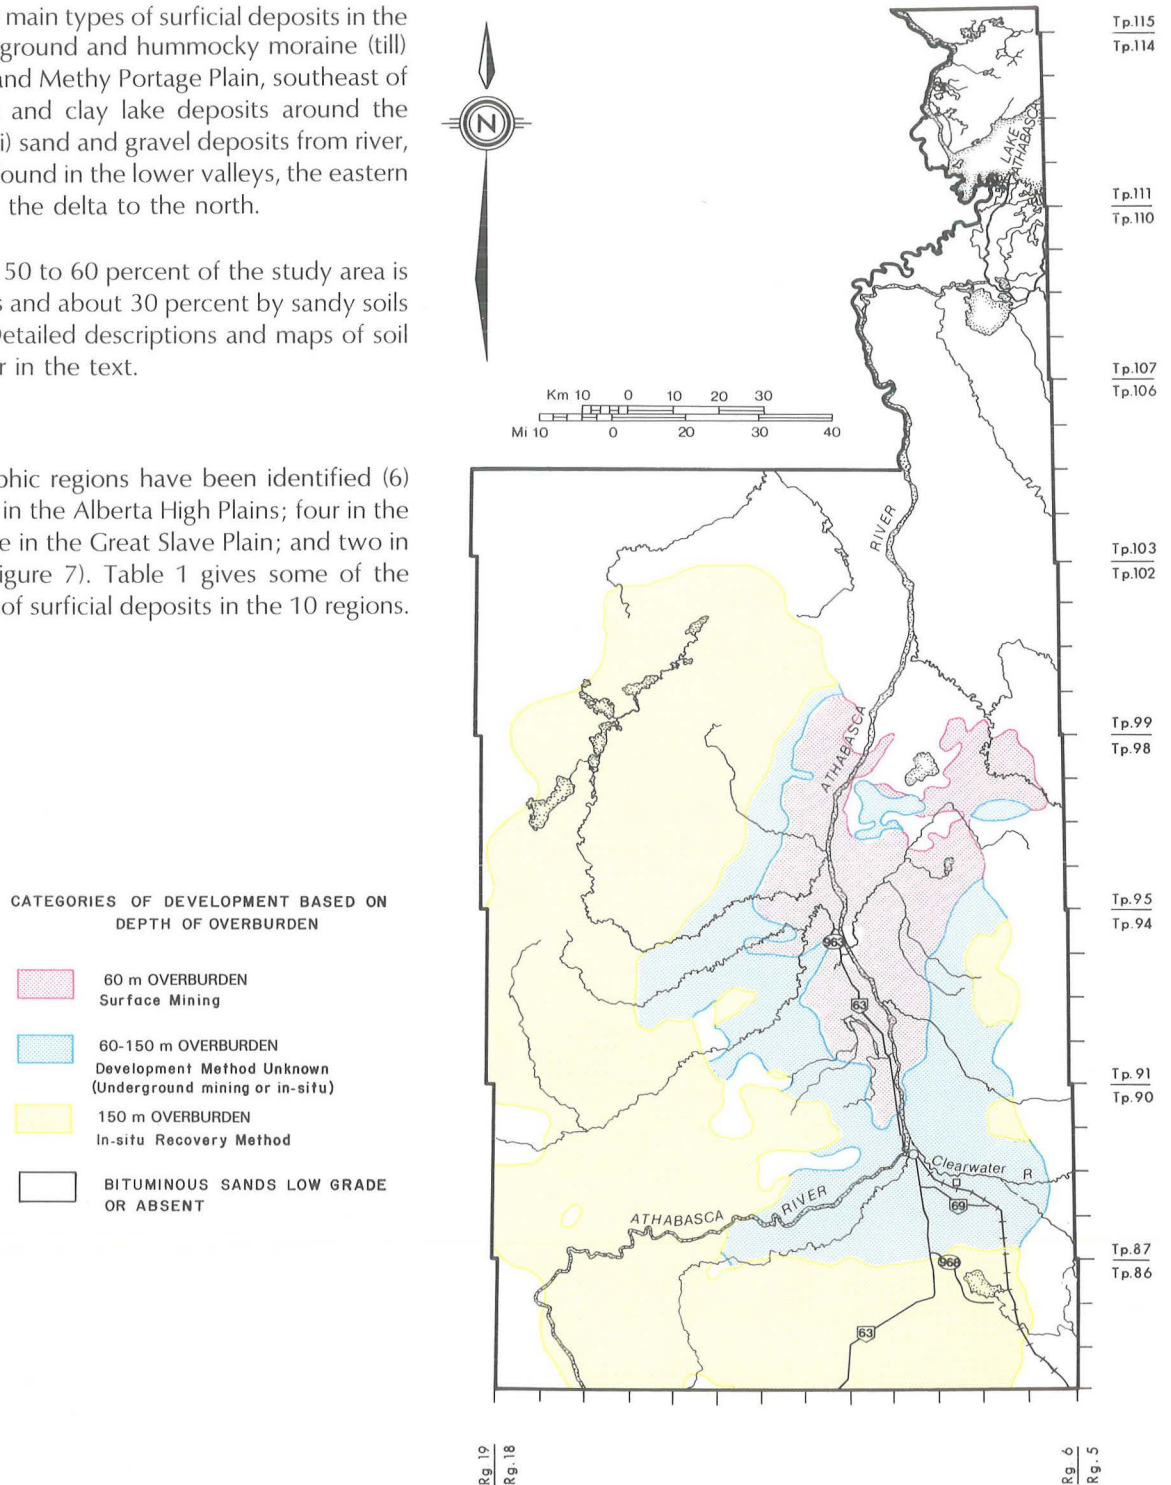 main types of surficial deposits in the
ground and hummocky moraine (till)
and Methy Portage Plain, southeast of
and clay lake deposits around the
i) sand and gravel deposits from river,
ound in the lower valleys, the eastern
the delta to the north.
50 to 60 percent of the study area is
s and about 30 percent by sandy soils
Detailed descriptions and maps of soil
r in the text.
phic regions have been identified (6)
in the Alberta High Plains; four in the
e in the Great Slave Plain; and two in
igure 7). Table 1 gives some of the
of surficial deposits in the 10 regions.
N
Km 10 0 10 20 30
Mi 10 0 20 30 40
CATEGORIES OF DEVELOPMENT BASED ON
DEPTH OF OVERBURDEN
60 m OVERBURDEN
Surface Mining
60-150 m OVERBURDEN
Development Method Unknown
(Underground mining or in-situ)
150 m OVERBURDEN
In-situ Recovery Method
BITUMINOUS SANDS LOW GRADE
OR ABSENT
LAKE
ATHABASCA
RIVER
ATHABASCA
963
63
Clearwater R
69
ATHABASCA RIVER
968
63
Tp.115
Tp.114
Tp.111
Tp.110
Tp.107
Tp.106
Tp.103
Tp.102
Tp.99
Tp.98
Tp.95
Tp.94
Tp.91
Tp.90
Tp.87
Tp.86
Rg. 19
Rg. 18
Rg. 6
Rg. 5